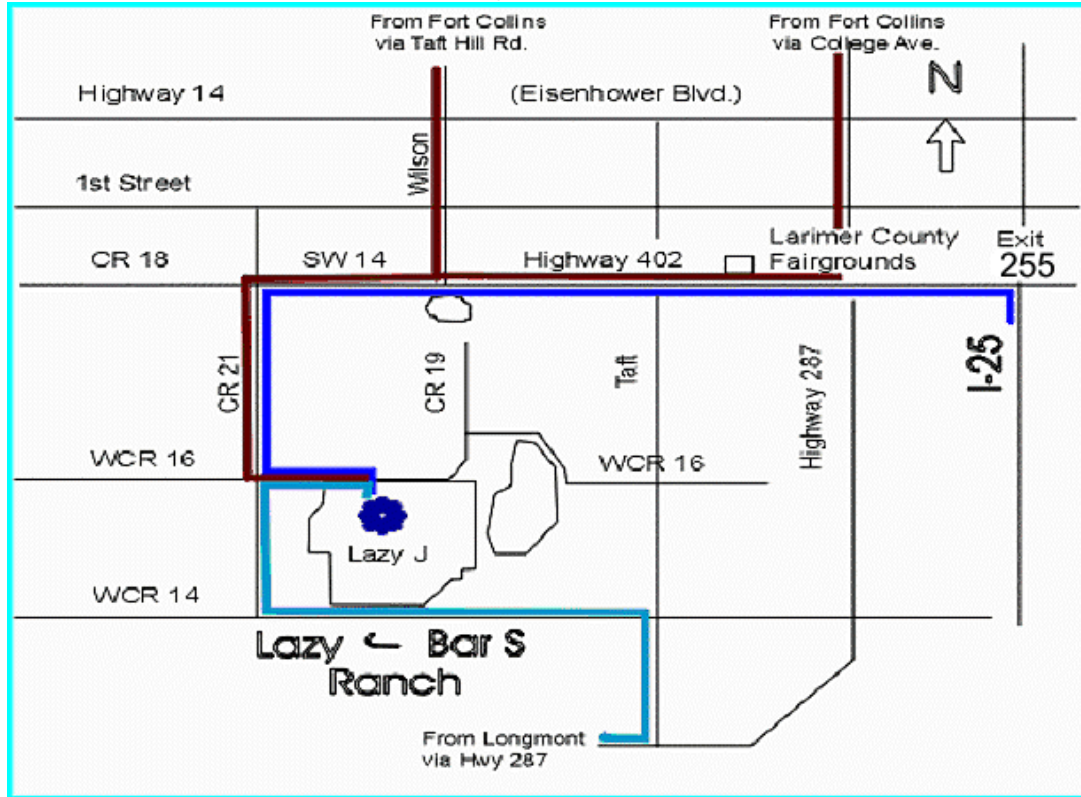 From Fort Collins
via Taft Hill Rd.
From Fort Collins
via College Ave.
N
Highway 14
(Eisenhower Blvd.)
Wilson
1st Street
CR 18
SW 14
Highway 402
Larimer County
Fairgrounds
Exit
255
CR 21
CR 19
Taft
Highway 287
I-25
WCR 16
WCR 16
Lazy J
WCR 14
Lazy Bar S
Ranch
From Longmont
via Hwy 287